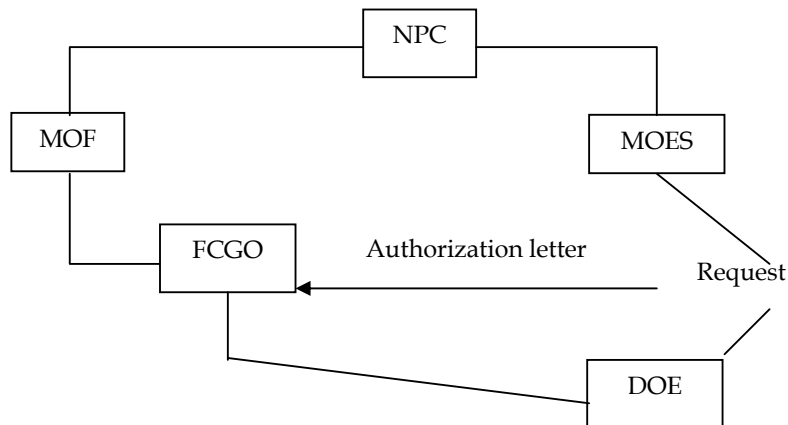 NPC
MOF
MOES
FCGO
Authorization letter
Request
DOE